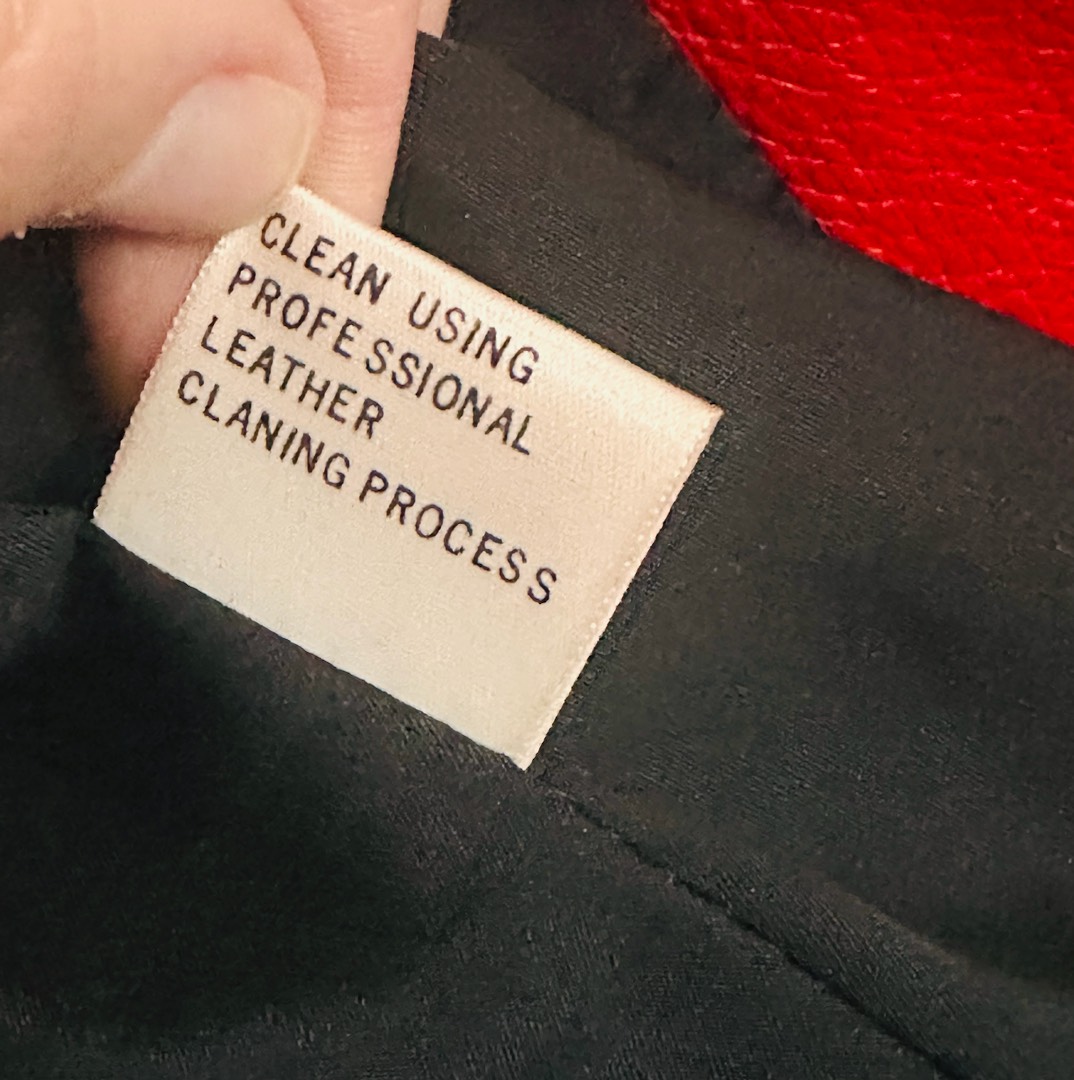 CLEAN USING
PROFESSIONAL
LEATHER
CLANING PROCESS